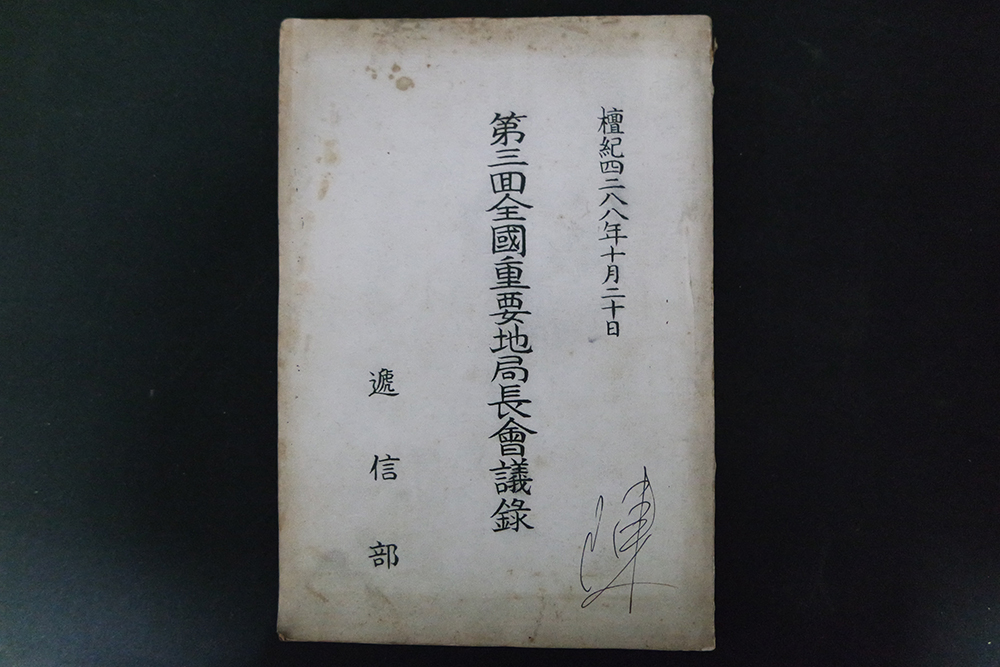 檀紀四二八八年十月二十日
第三回全國重要地局長會議錄
遞信部
陳